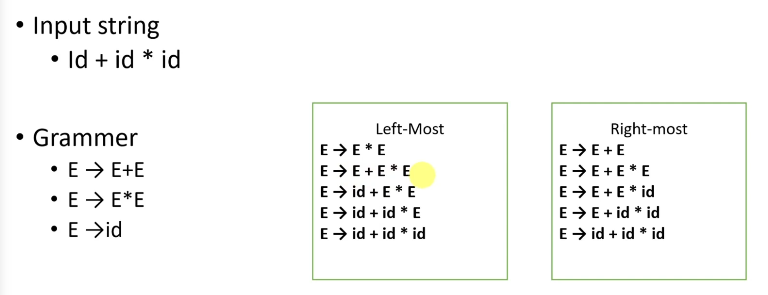 • Input string
• Id + id * id
• Grammer
• E → E+E
• E → E*E
• E →id
Left-Most
E → E * E
E → E + E * E
E → id + E * E
E → id + id * E
E → id + id * id
Right-most
E → E + E
E → E + E * E
E → E + E * id
E → E + id * id
E → id + id * id